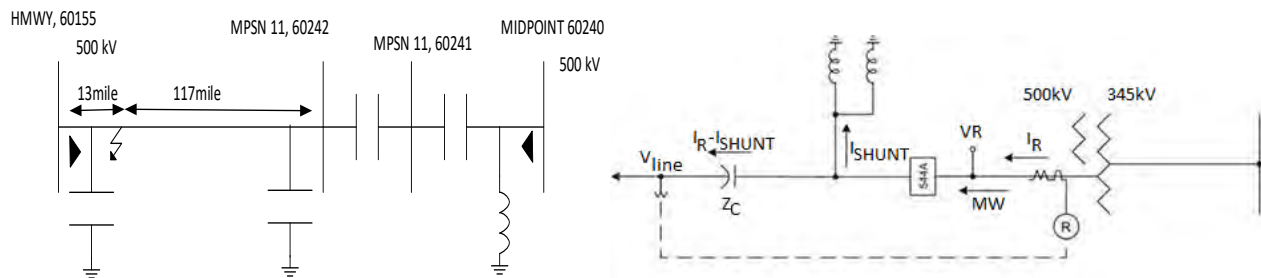 HMWY, 60155
500 kV
MPSN 11, 60242
MPSN 11, 60241
MIDPOINT 60240
500 kV
13mile
117mile
500kV
345kV
VR
I_R
I_R-I_SHUNT
I_SHUNT
V_line
544A
MW
Z_C
R